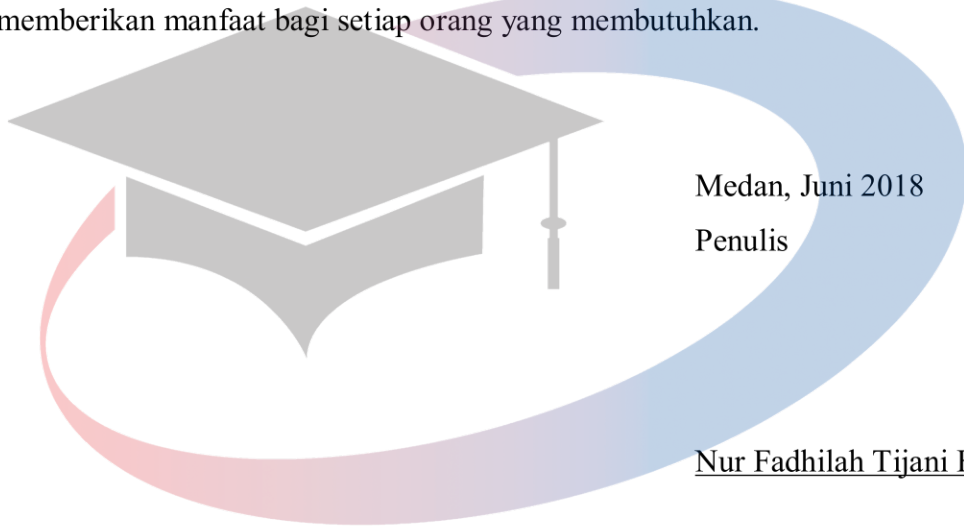 memberikan manfaat bagi setiap orang yang membutuhkan.
Medan, Juni 2018
Penulis
Nur Fadhilah Tijani